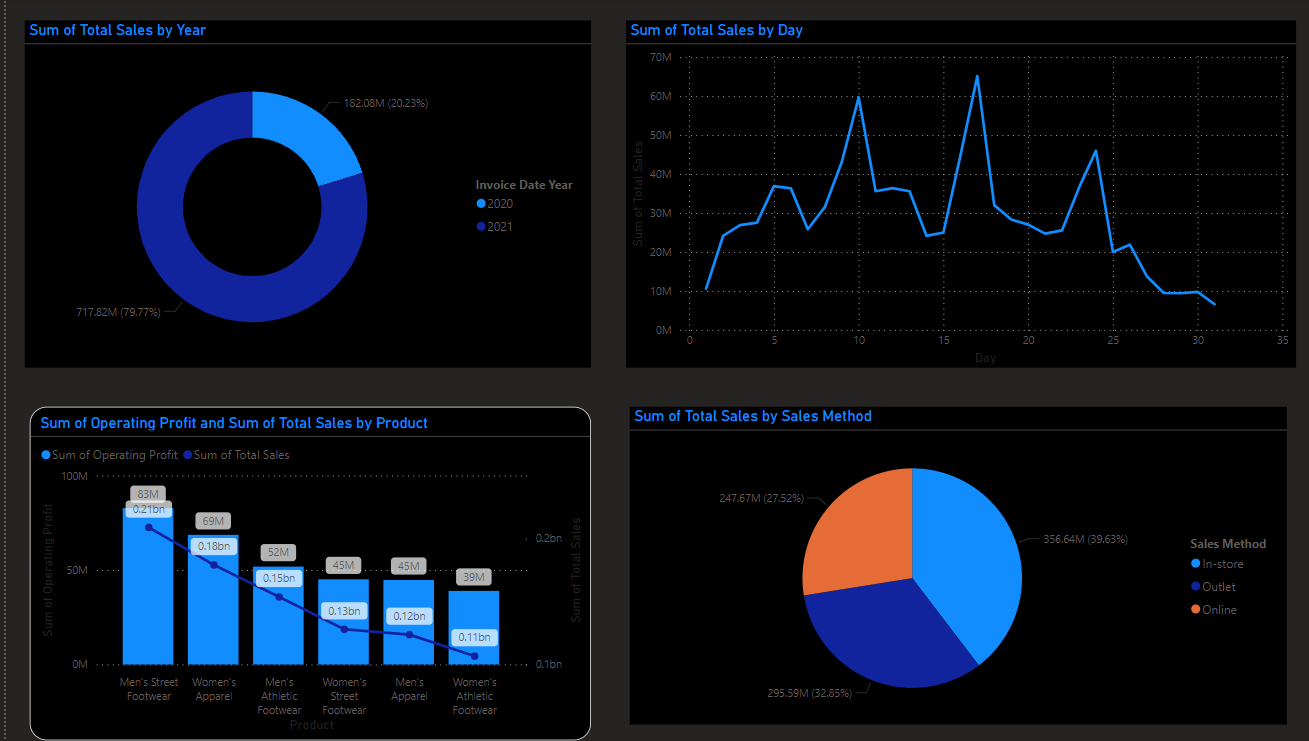 Sum of Total Sales by Year
182.08M (20.23%)
Invoice Date Year
2020
2021
717.82M (79.77%)
Sum of Total Sales by Day
Sum of Total Sales
70M
60M
50M
40M
30M
20M
10M
0M
0 5 10 15 20 25 30 35
Day
Sum of Operating Profit and Sum of Total Sales by Product
Sum of Operating Profit Sum of Total Sales
Sum of Operating Profit
100M
50M
0M
83M
0.21bn
69M
0.18bn
52M
0.15bn
45M
0.13bn
45M
0.12bn
39M
0.11bn
0.2bn
0.1bn
Sum of Total Sales
Men's Street
Footwear
Women's
Apparel
Men's
Athletic
Footwear
Women's
Street
Footwear
Men's
Apparel
Women's
Athletic
Footwear
Product
Sum of Total Sales by Sales Method
247.67M (27.52%)
356.64M (39.63%)
295.59M (32.85%)
Sales Method
In-store
Outlet
Online